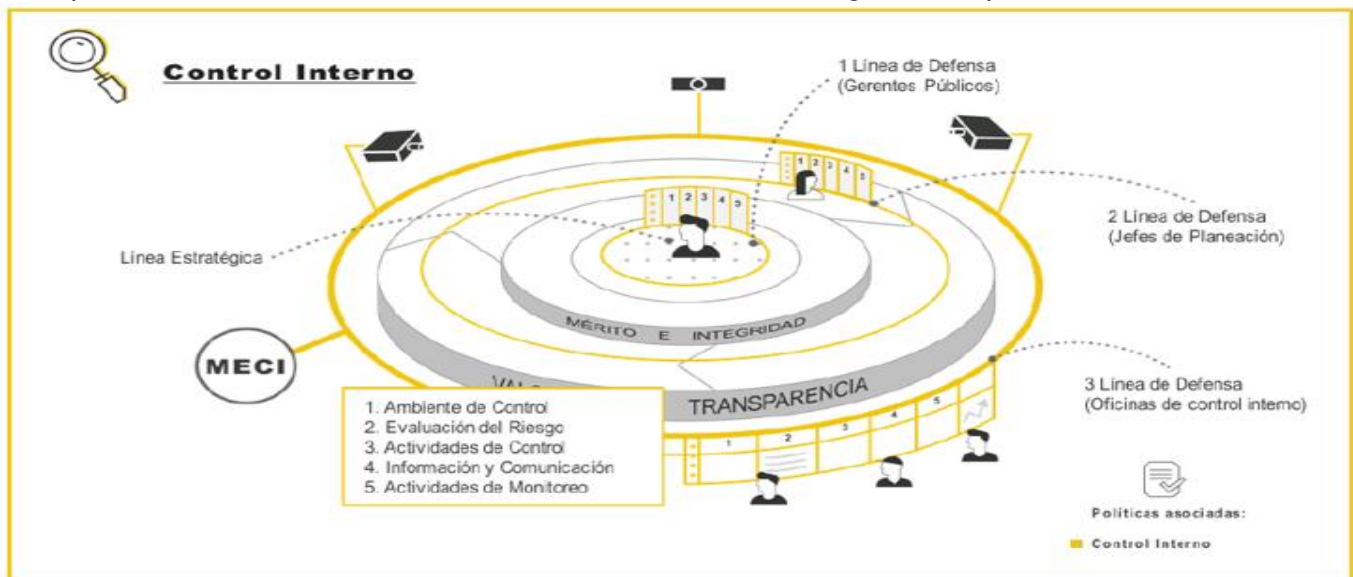 Control Interno
1 Línea de Defensa
(Gerentes Públicos)
1 2 3 4 5
1 2 3 4 5
2 Línea de Defensa
(Jefes de Planeación)
Línea Estratégica
MÉRITO E INTEGRIDAD
MECI
TRANSPARENCIA
3 Línea de Defensa
(Oficinas de control interno)
1. Ambiente de Control
2. Evaluación del Riesgo
3. Actividades de Control
4. Información y Comunicación
5. Actividades de Monitoreo
1 2 3 4 5
Políticas asociadas:
Control Interno